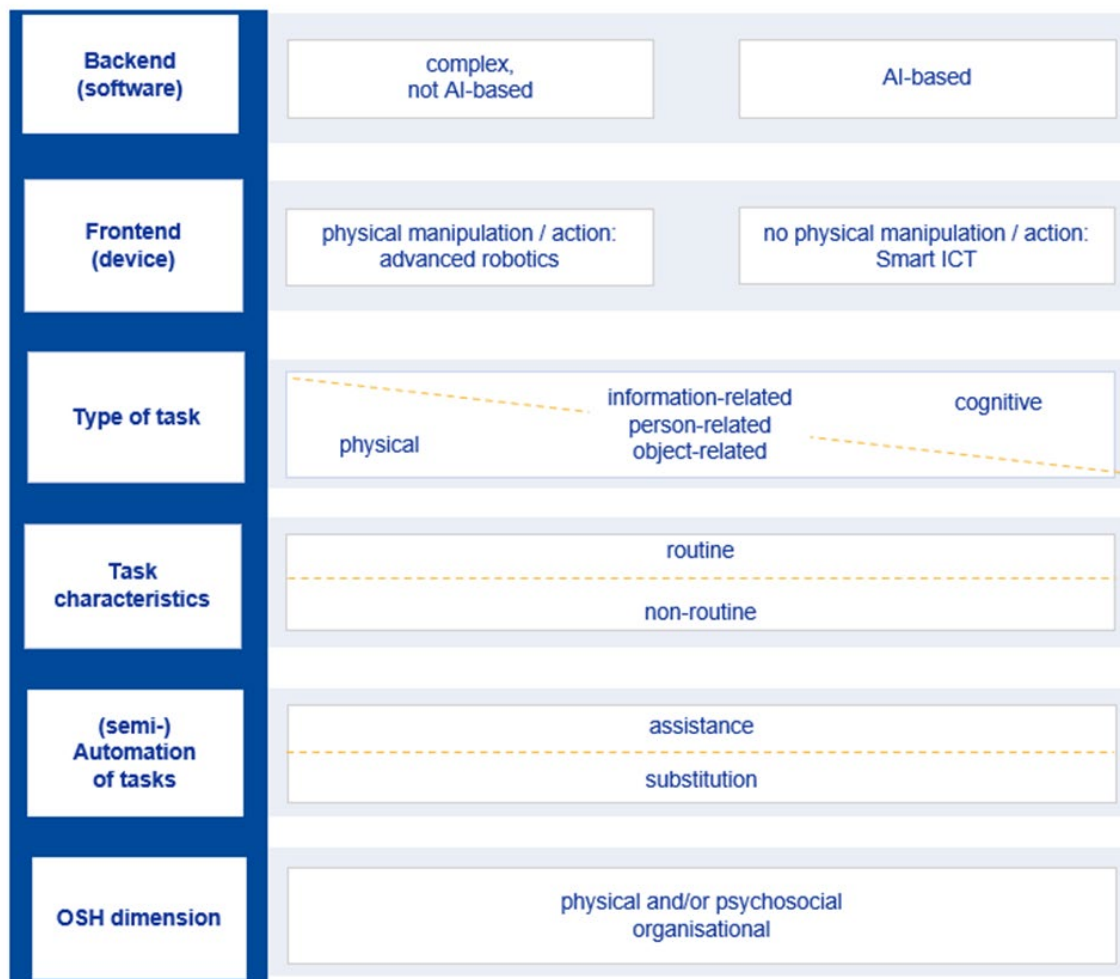 Backend
(software)
complex,
not AI-based
AI-based
Frontend
(device)
physical manipulation / action:
advanced robotics
no physical manipulation / action:
Smart ICT
Type of task
physical
information-related
person-related
object-related
cognitive
Task
characteristics
routine
non-routine
(semi-)
Automation
of tasks
assistance
substitution
OSH dimension
physical and/or psychosocial
organisational